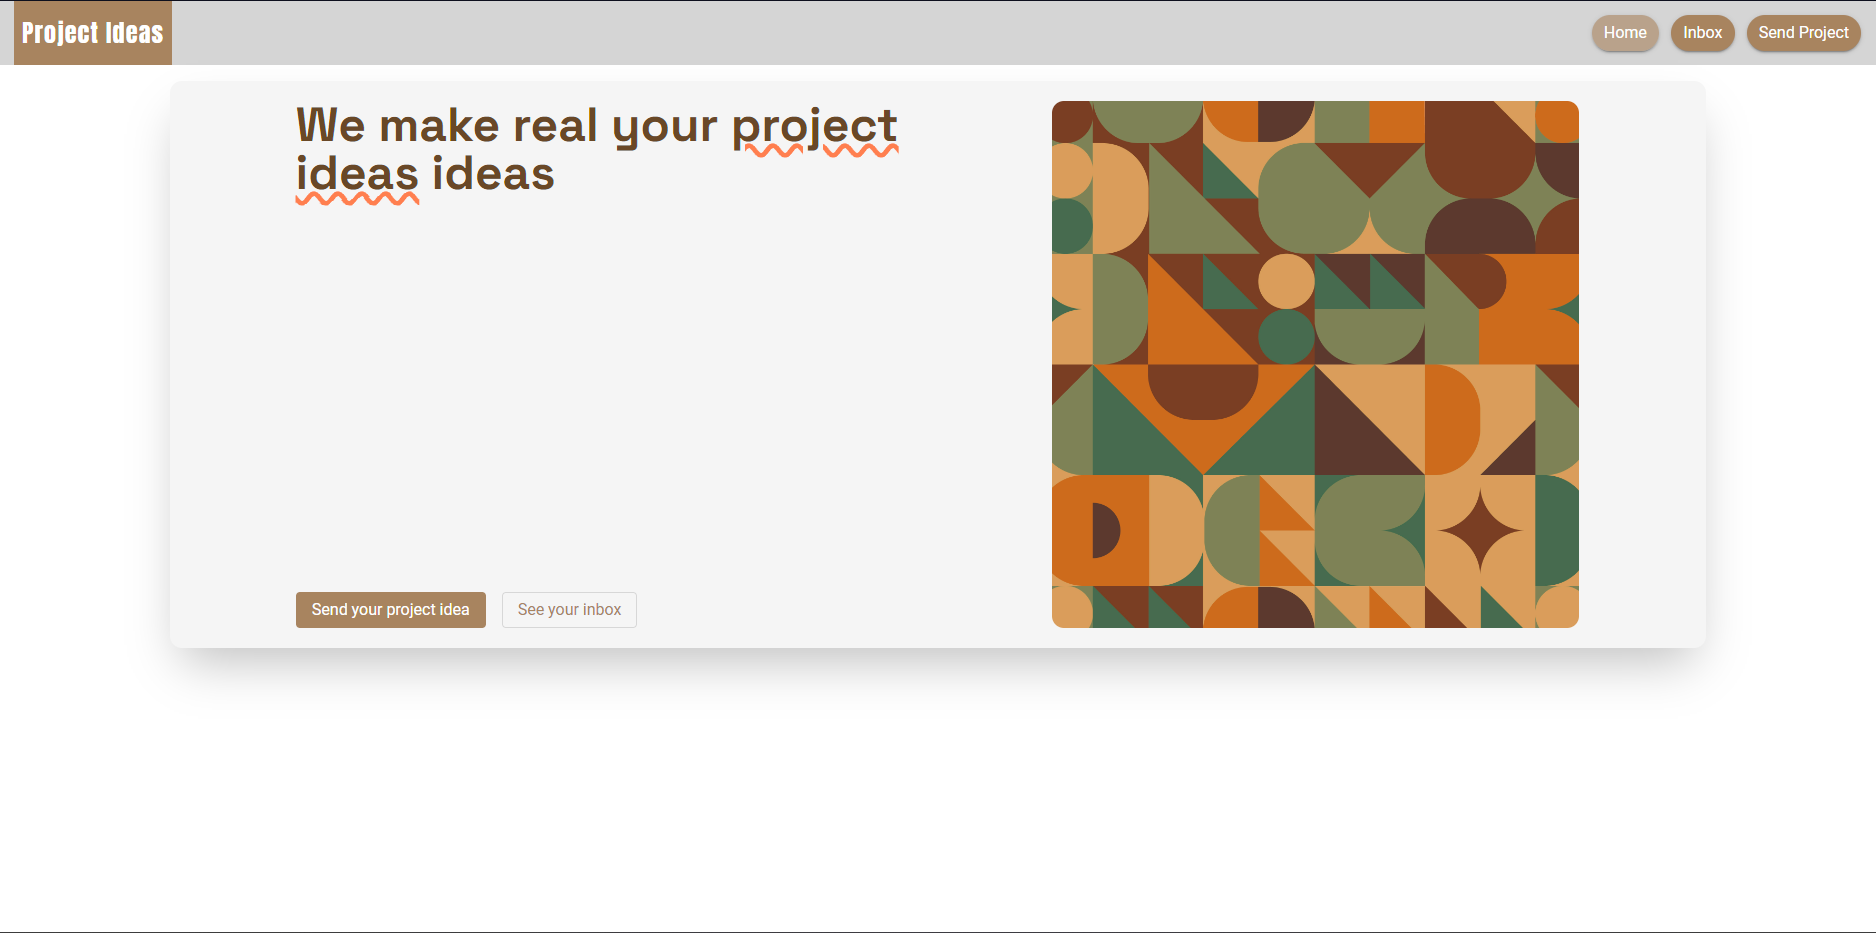 Project Ideas
Home
Inbox
Send Project
We make real your project
ideas ideas
Send your project idea
See your inbox